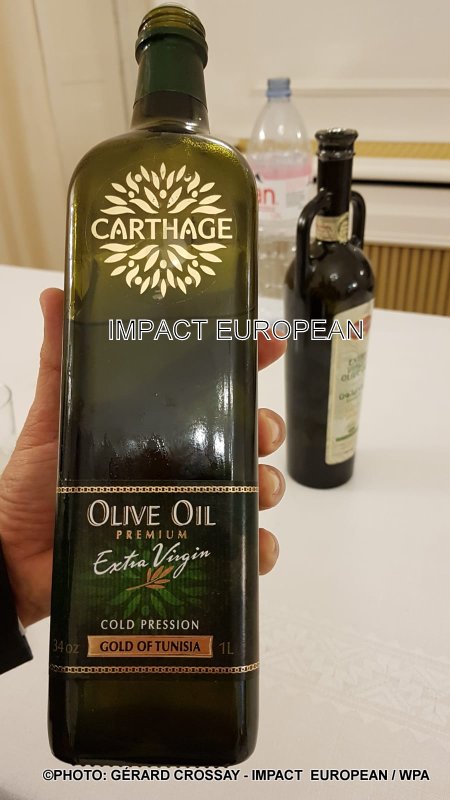 CARTHAGE
IMPACT EUROPEAN
OLIVE OIL
PREMIUM
Extra Virgin
COLD PRESSION
34oz GOLD OF TUNISIA 1L
©PHOTO: GÉRARD CROSSAY - IMPACT EUROPEAN / WPA